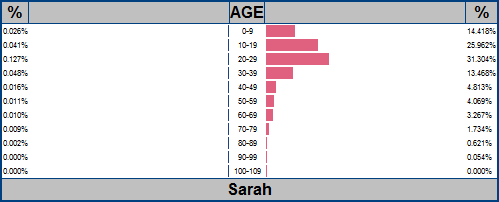 % AGE %
0.026% 0-9 14.418%
0.041% 10-19 25.962%
0.127% 20-29 31.304%
0.048% 30-39 13.468%
0.016% 40-49 4.813%
0.011% 50-59 4.069%
0.010% 60-69 3.267%
0.009% 70-79 1.734%
0.002% 80-89 0.621%
0.000% 90-99 0.054%
0.000% 100-109 0.000%
Sarah